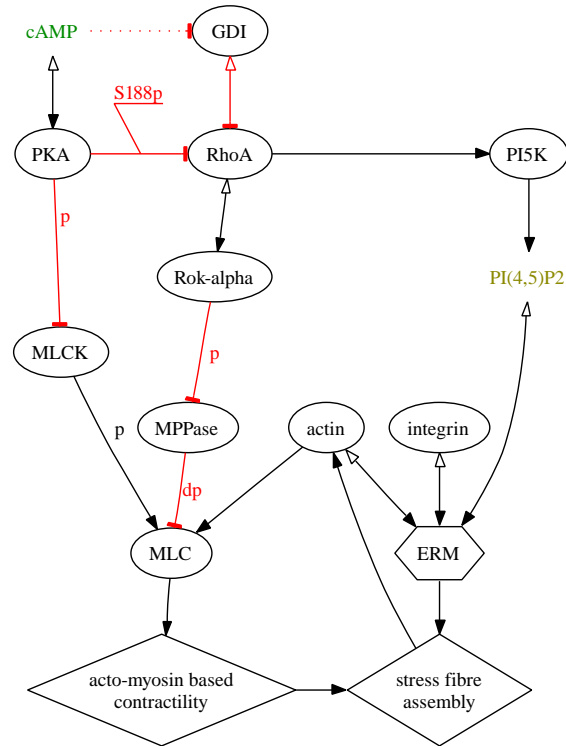 cAMP
GDI
S188p
PKA
RhoA
PI5K
p
Rok-alpha
PI(4,5)P2
MLCK
p
p
MPPase
actin
integrin
dp
MLC
ERM
acto-myosin based
contractility
stress fibre
assembly